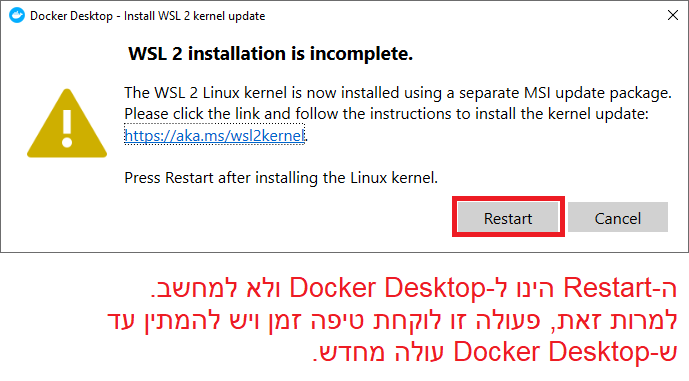 Docker Desktop - Install WSL 2 kernel update
WSL 2 installation is incomplete.
The WSL 2 Linux kernel is now installed using a separate MSI update package.
Please click the link and follow the instructions to install the kernel update:
https://aka.ms/wsl2kernel.
Press Restart after installing the Linux kernel.
Restart Cancel
ה-Restart הינו ל-Docker Desktop ולא למחשב.
למרות זאת, פעולה זו לוקחת טיפה זמן ויש להמתין עד
ש-Docker Desktop עולה מחדש.